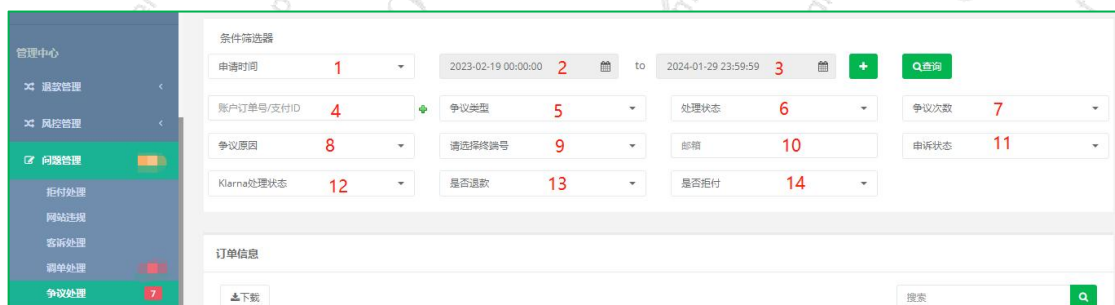 条件筛选器
管理中心
申请时间 1 2023-02-19 00:00:00 2 to 2024-01-29 23:59:59 3 + 查询
退款管理
账户订单号/支付ID 4 争议类型 5 处理状态 6 争议次数 7
风控管理
争议原因 8 请选择终端号 9 邮箱 10 申诉状态 11
问题管理
Klarna处理状态 12 是否退款 13 是否拒付 14
拒付处理
网站违规
客诉处理
订单信息
调单处理
争议处理 7
下载 搜索